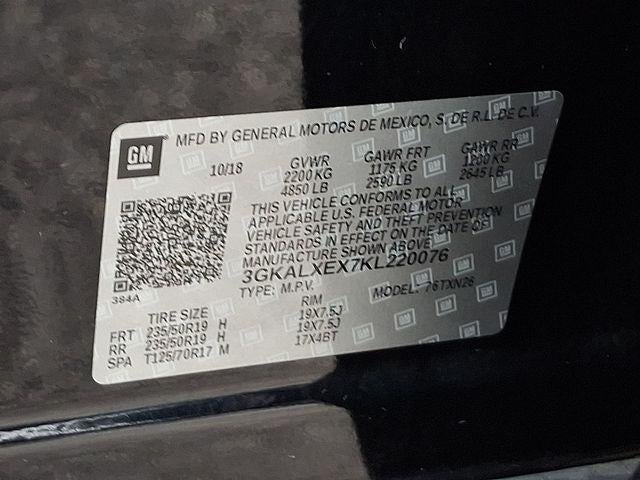 GM MFD BY GENERAL MOTORS DE MEXICO, S. DE R.L. DE C.V.
10/18 GVWR GAWR FRT GAWR RR
2200 KG 1175 KG 1200 KG
4850 LB 2590 LB 2645 LB
THIS VEHICLE CONFORMS TO ALL
APPLICABLE U.S. FEDERAL MOTOR
VEHICLE SAFETY AND THEFT PREVENTION
STANDARDS IN EFFECT ON THE DATE OF
MANUFACTURE SHOWN ABOVE
3GKALXEX7KL220076
384A
TYPE: M.P.V. MODEL: 76TXN26
TIRE SIZE RIM
FRT 235/50R19 H 19X7.5J
RR 235/50R19 H 19X7.5J
SPA T125/70R17 M 17X4BT